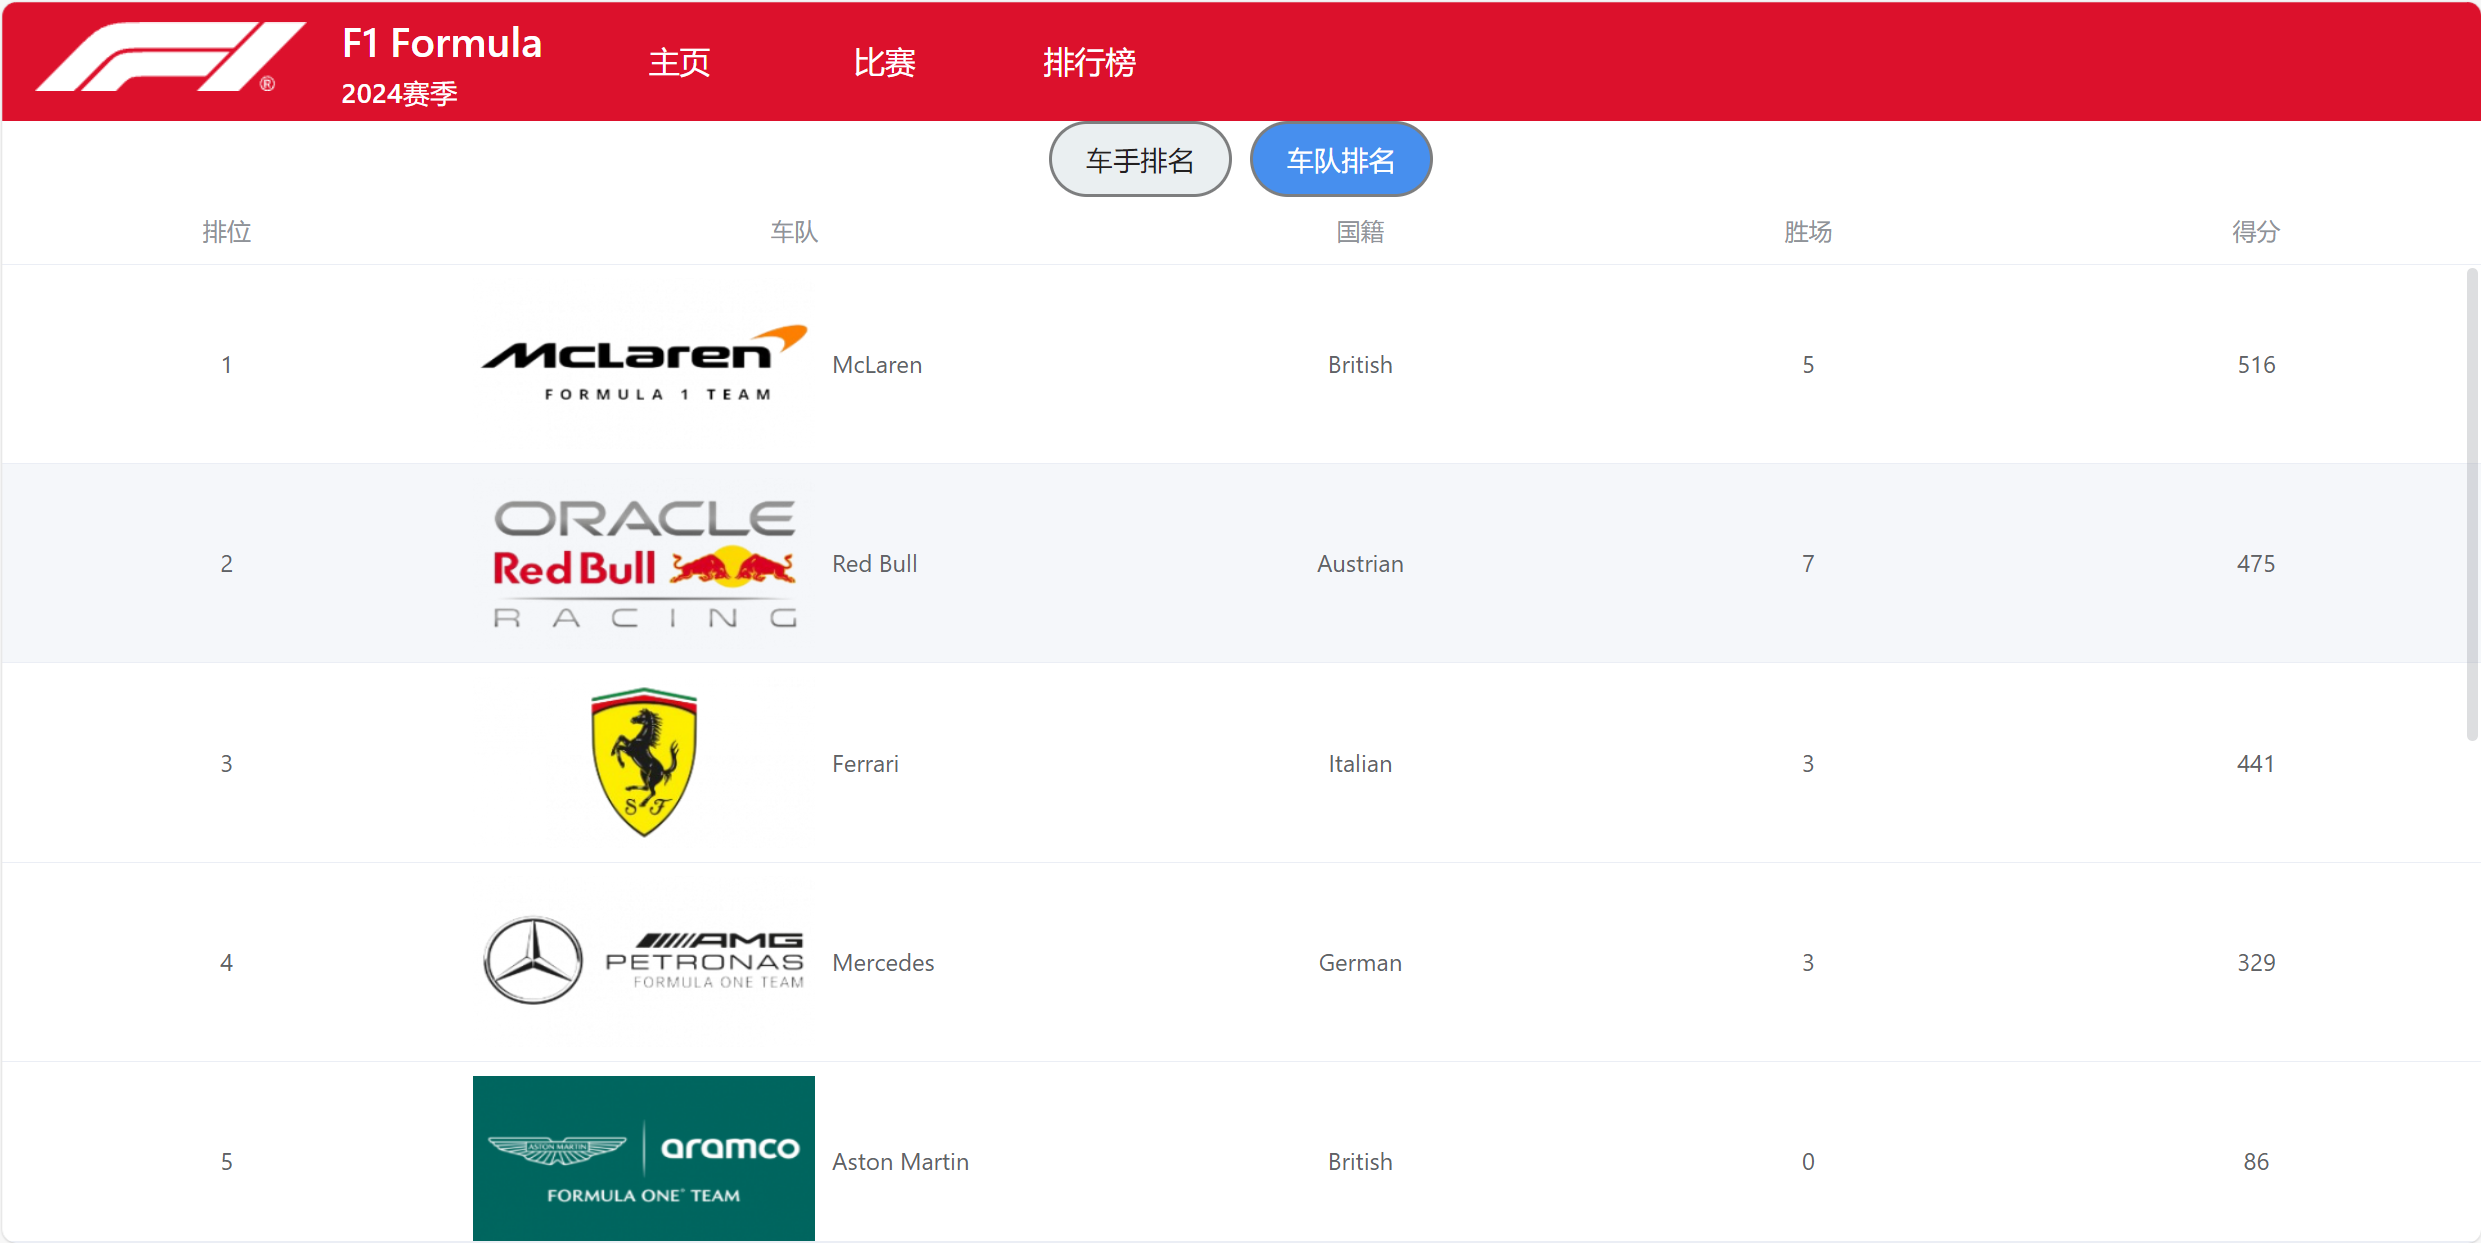 F1 Formula
2024赛季
主页
比赛
排行榜
车手排名
车队排名
排位 车队 国籍 胜场 得分
McLaren
FORMULA 1 TEAM
1 McLaren British 5 516
ORACLE
Red Bull
RACING
2 Red Bull Austrian 7 475
S F
3 Ferrari Italian 3 441
AMG
PETRONAS
FORMULA ONE TEAM
4 Mercedes German 3 329
ASTON MARTIN
aramco
FORMULA ONE® TEAM
5 Aston Martin British 0 86